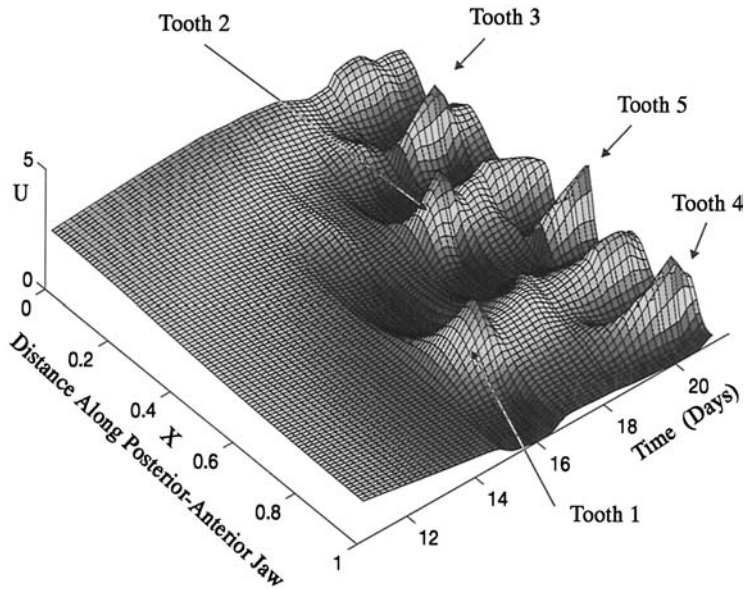 Tooth 2
Tooth 3
Tooth 5
Tooth 4
5
U
0
0
0.2
0.4
0.6
0.8
1
X
Distance Along Posterior-Anterior Jaw
12
14
16
18
20
Time (Days)
Tooth 1